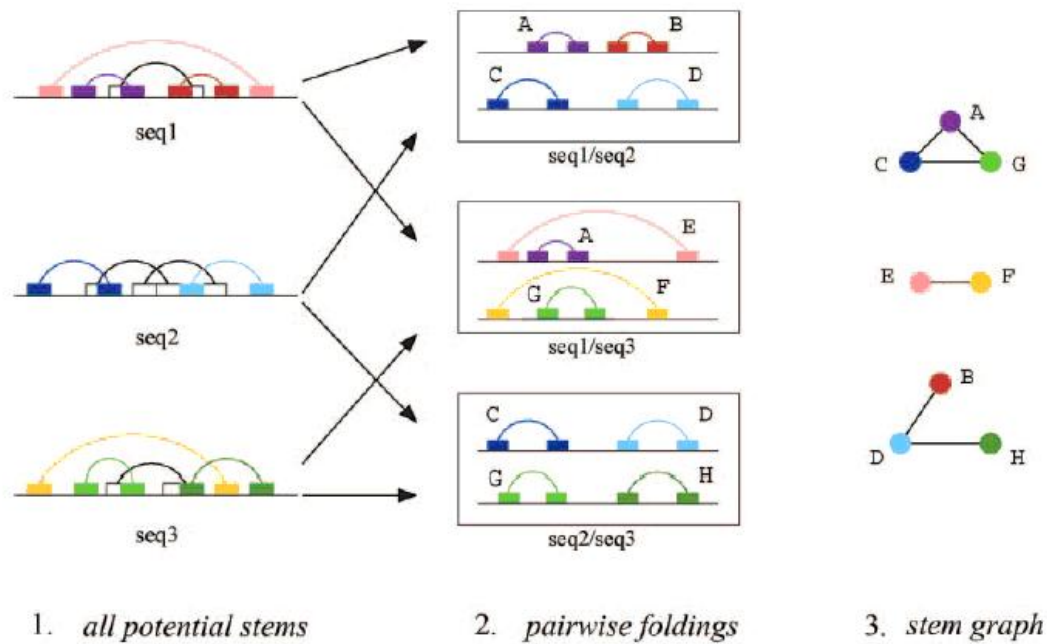 A B
C D
seq1
seq1/seq2
A
C G
E
A
G F
seq2
seq1/seq3
E F
C D
B
G H
D H
seq3
seq2/seq3
1. all potential stems 2. pairwise foldings 3. stem graph